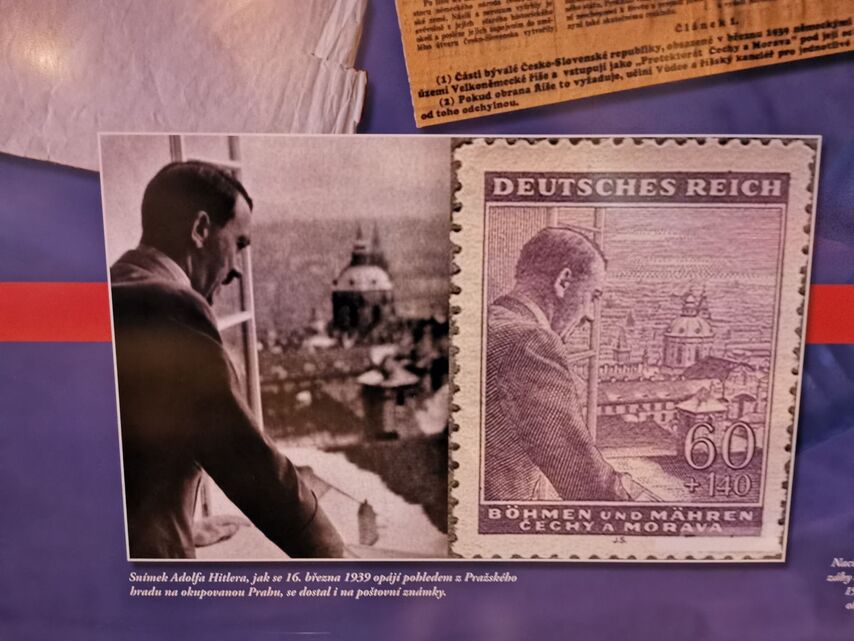 DEUTSCHES REICH
60
+ 140
BÖHMEN UND MÄHREN
ČECHY A MORAVA
J.S.
Snímek Adolfa Hitlera, jak se 16. března 1939 opájí pohledem z Pražského
hradu na okupovanou Prahu, se dostal i na poštovní známky.
Článek I.
(1) Části bývalé Česko-Slovenské republiky, obsazené v březnu 1939 německými
území Velkoněmecké říše a vstupují jako „Protektorát Čechy a Morava" pod její
(2) Pokud obrana Říše to vyžaduje, učiní Vůdce a říšský kancléř pro jednotlivé
od toho odchylnou.